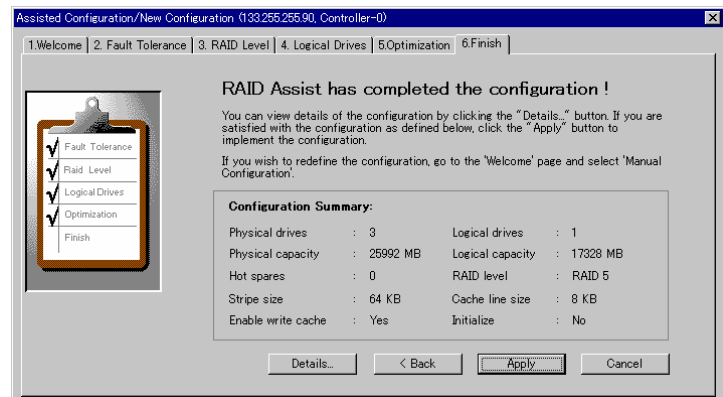 Assisted Configuration/New Configuration (133.255.255.90, Controller-0)
1.Welcome 2. Fault Tolerance 3. RAID Level 4. Logical Drives 5.Optimization 6.Finish
RAID Assist has completed the configuration !
You can view details of the configuration by clicking the "Details..." button. If you are
satisfied with the configuration as defined below, click the "Apply" button to
implement the configuration.
If you wish to redefine the configuration, go to the 'Welcome' page and select 'Manual
Configuration'.
Fault Tolerance
Raid Level
Logical Drives
Optimization
Finish
Configuration Summary:
Physical drives : 3 Logical drives : 1
Physical capacity : 25992 MB Logical capacity : 17328 MB
Hot spares : 0 RAID level : RAID 5
Stripe size : 64 KB Cache line size : 8 KB
Enable write cache : Yes Initialize : No
Details... < Back Apply Cancel